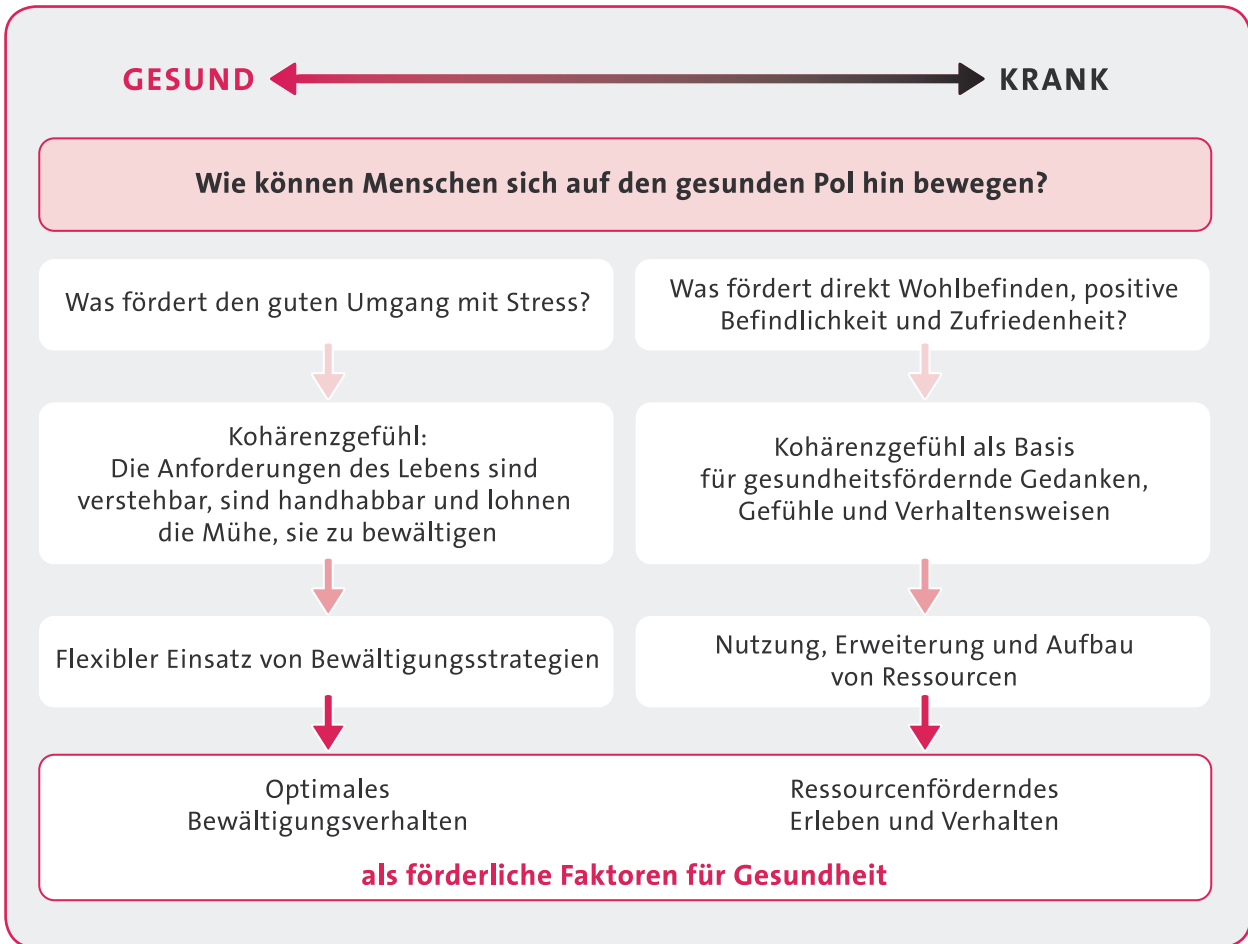 GESUND
KRANK
Wie können Menschen sich auf den gesunden Pol hin bewegen?
Was fördert den guten Umgang mit Stress?
Kohärenzgefühl:
Die Anforderungen des Lebens sind
verstehbar, sind handhabbar und lohnen
die Mühe, sie zu bewältigen
Flexibler Einsatz von Bewältigungsstrategien
Optimales
Bewältigungsverhalten
Was fördert direkt Wohlbefinden, positive
Befindlichkeit und Zufriedenheit?
Kohärenzgefühl als Basis
für gesundheitsfördernde Gedanken,
Gefühle und Verhaltensweisen
Nutzung, Erweiterung und Aufbau
von Ressourcen
Ressourcenförderndes
Erleben und Verhalten
als förderliche Faktoren für Gesundheit